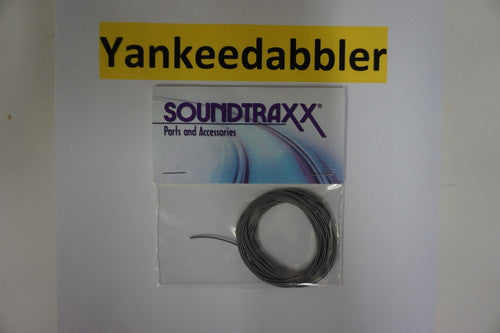 Yankeedabbler
SOUNDTRAXX®
Parts and Accessories